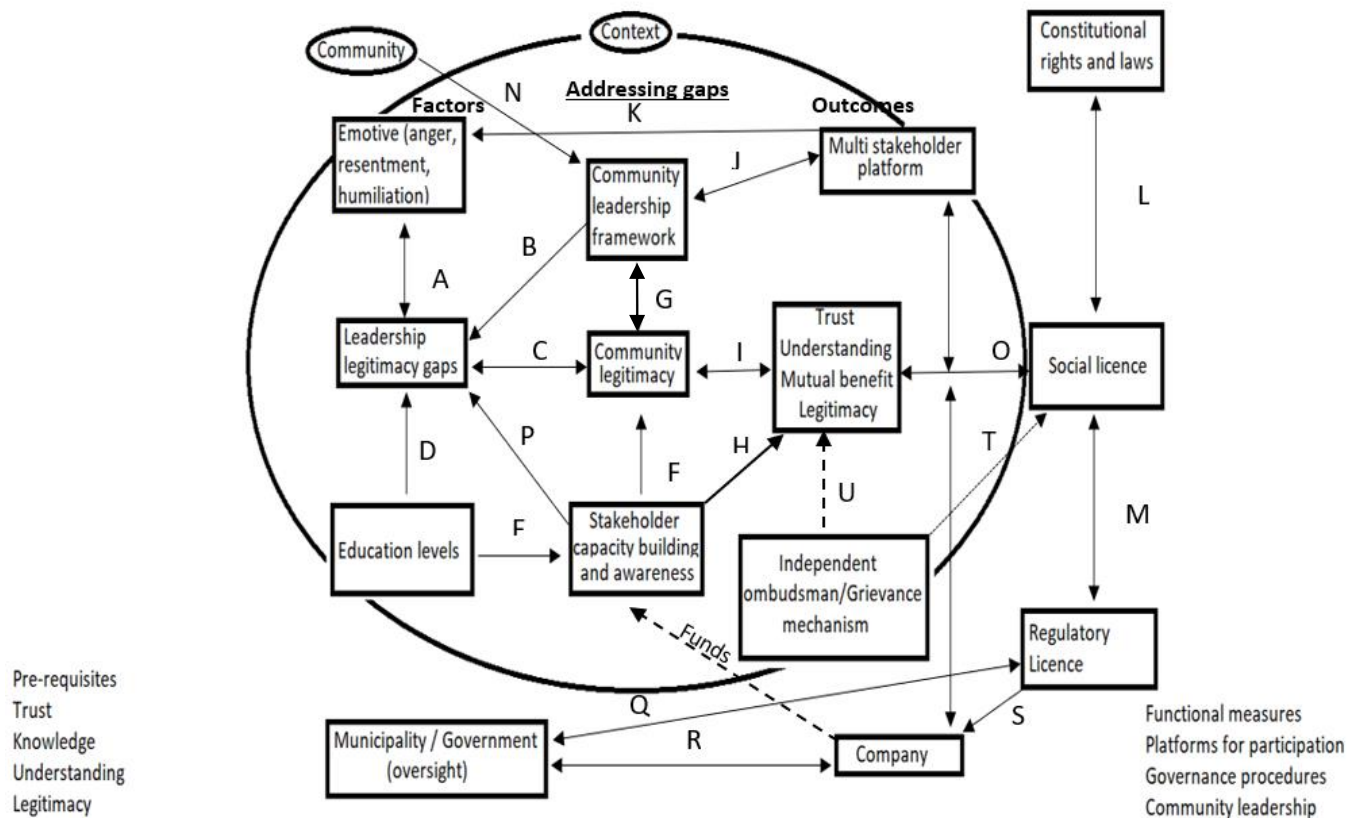 Context
Community
Constitutional
rights and laws
N
Addressing gaps
Factors
Outcomes
K
Emotive (anger,
resentment,
humiliation)
Multi stakeholder
platform
J
Community
leadership
framework
L
B
A
G
Trust
Understanding
Mutual benefit
Legitimacy
Leadership
legitimacy gaps
C
Community
legitimacy
I
O
Social licence
D
P
F
H
T
U
M
Education levels
F
Stakeholder
capacity building
and awareness
Independent
ombudsman/Grievance
mechanism
Funds
Regulatory
Licence
Pre-requisites
Trust
Knowledge
Understanding
Legitimacy
Q
S
R
Municipality / Government
(oversight)
Company
Functional measures
Platforms for participation
Governance procedures
Community leadership